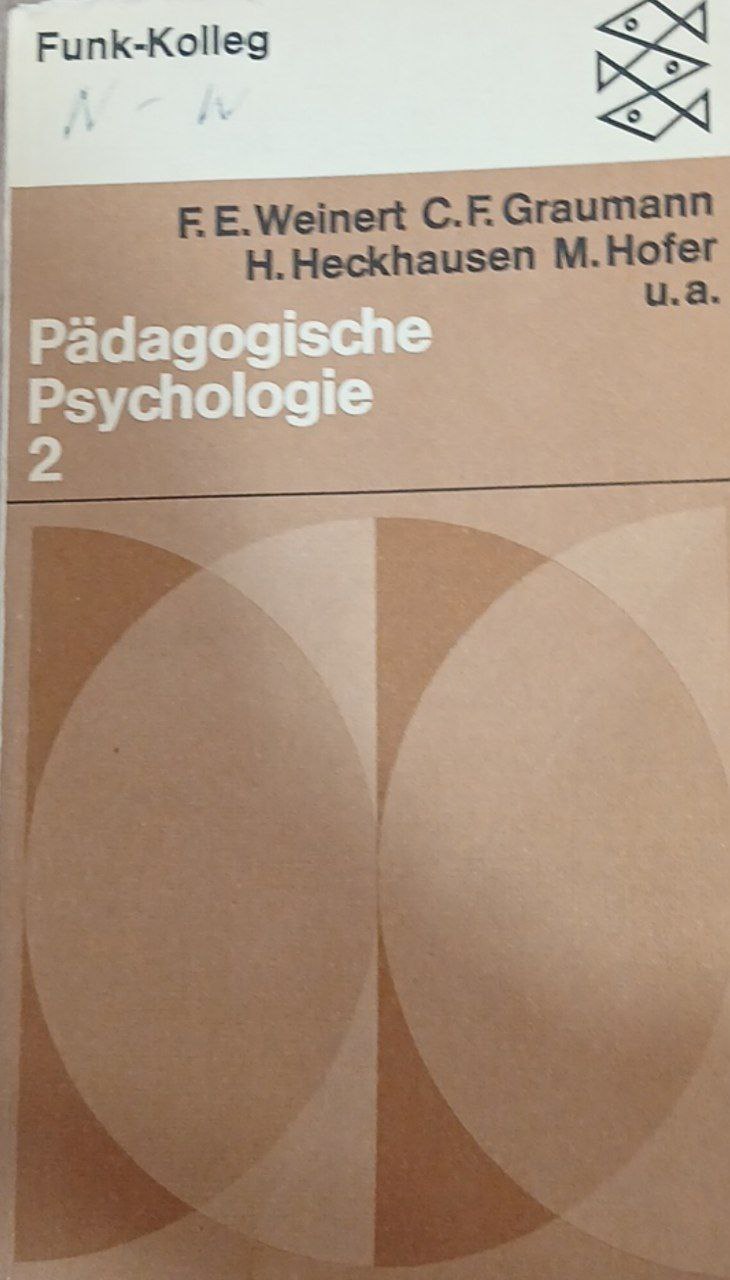 Funk-Kolleg
F. E. Weinert C. F. Graumann
H. Heckhausen M. Hofer
u. a.
Pädagogische
Psychologie
2